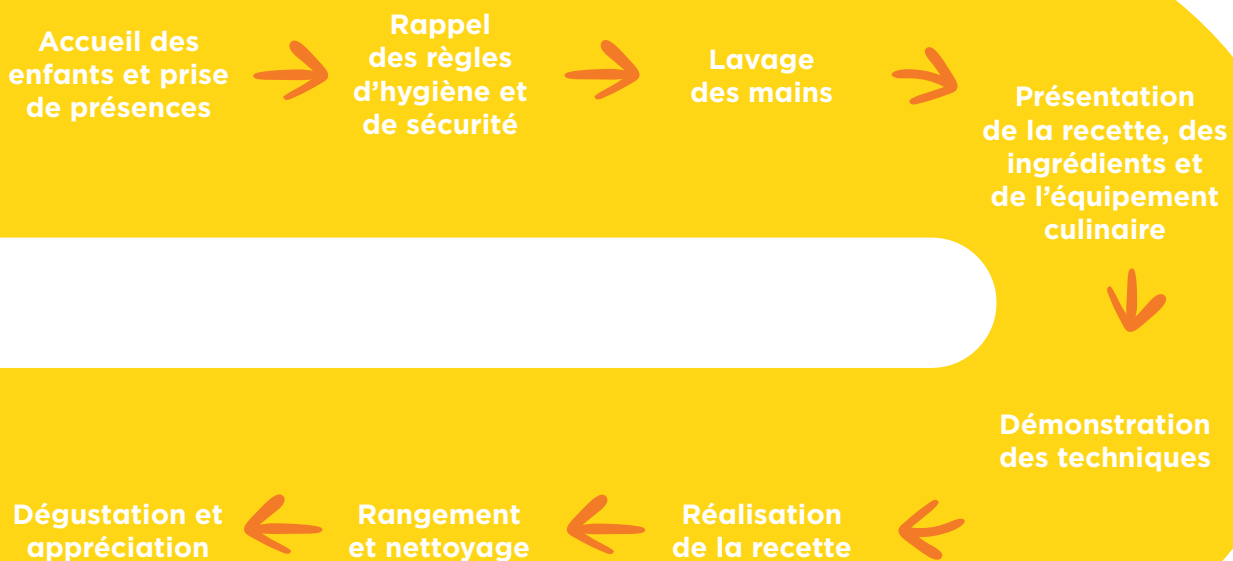 Accueil des
enfants et prise
de présences
Rappel
des règles
d’hygiène et
de sécurité
Lavage
des mains
Présentation
de la recette, des
ingrédients et
de l’équipement
culinaire
Démonstration
des techniques
Réalisation
de la recette
Rangement
et nettoyage
Dégustation et
appréciation